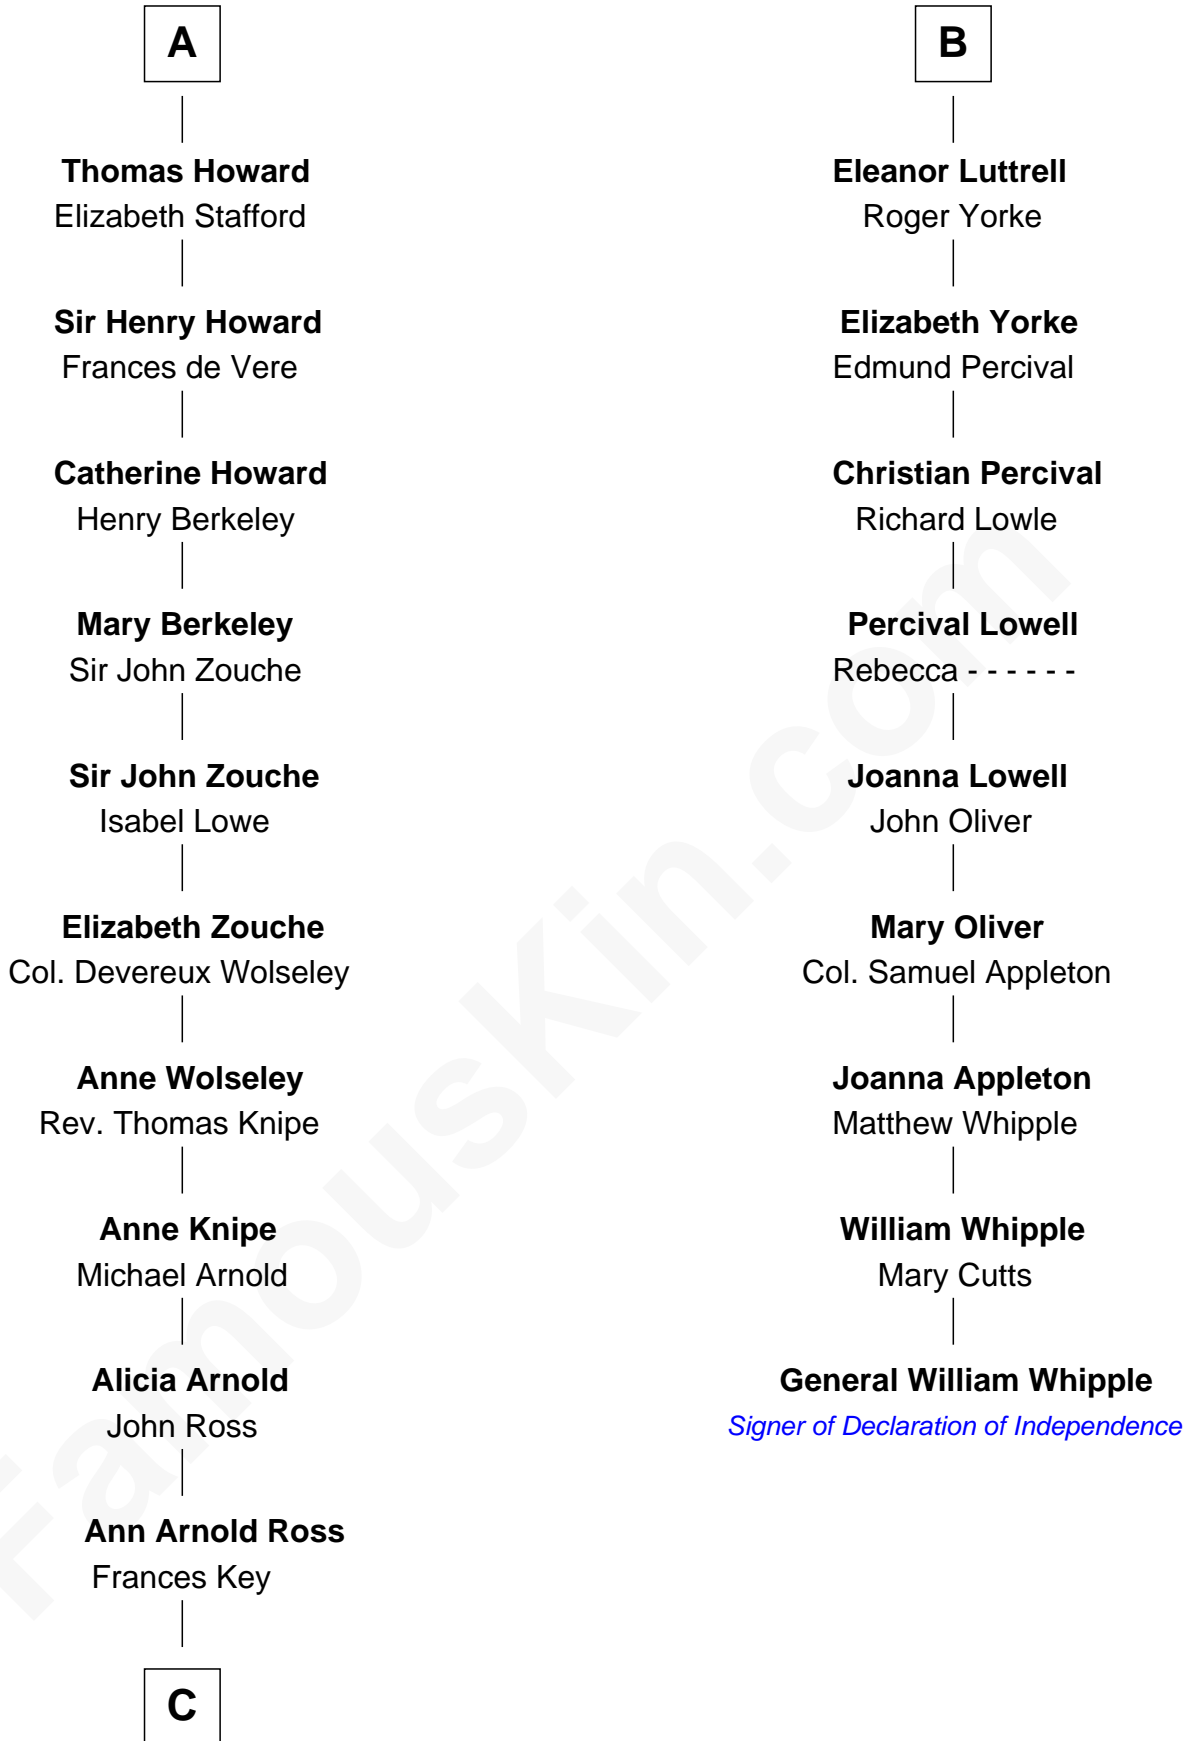 A
Thomas Howard
Elizabeth Stafford
Sir Henry Howard
Frances de Vere
Catherine Howard
Henry Berkeley
Mary Berkeley
Sir John Zouche
Sir John Zouche
Isabel Lowe
Elizabeth Zouche
Col. Devereux Wolseley
Anne Wolseley
Rev. Thomas Knipe
Anne Knipe
Michael Arnold
Alicia Arnold
John Ross
Ann Arnold Ross
Frances Key
C
B
Eleanor Luttrell
Roger Yorke
Elizabeth Yorke
Edmund Percival
Christian Percival
Richard Lowle
Percival Lowell
Rebecca - - - - - -
Joanna Lowell
John Oliver
Mary Oliver
Col. Samuel Appleton
Joanna Appleton
Matthew Whipple
William Whipple
Mary Cutts
General William Whipple
Signer of Declaration of Independence
FamousKin.com